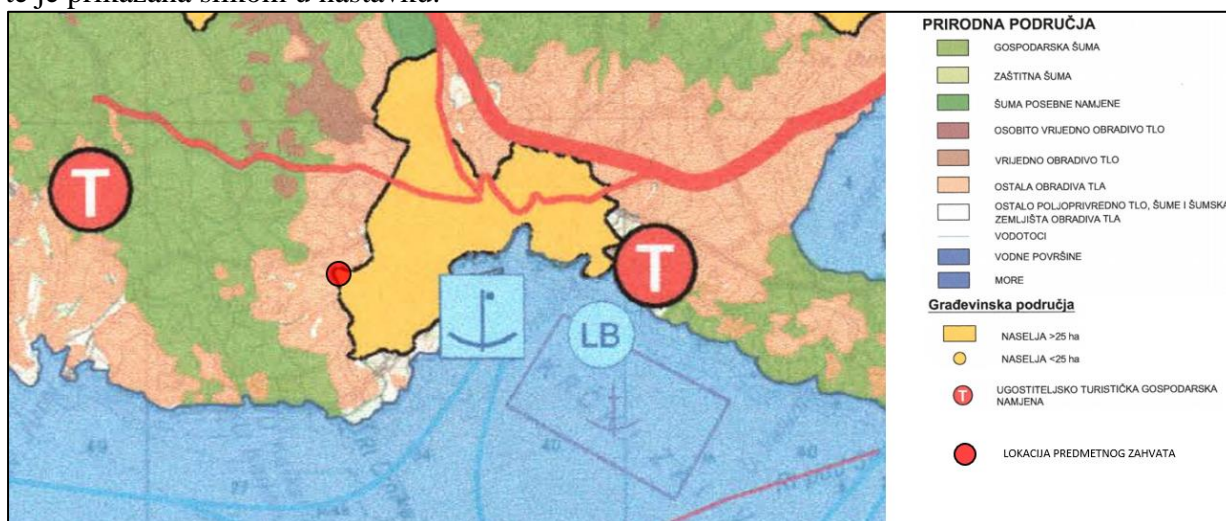 te je prikazana slikom u nastavku.
PRIRODNA PODRUČJA
GOSPODARSKA ŠUMA
ZAŠTITNA ŠUMA
ŠUMA POSEBNE NAMJENE
OSOBITO VRIJEDNO OBRADIVO TLO
VRIJEDNO OBRADIVO TLO
OSTALA OBRADIVA TLA
OSTALO POLJOPRIVREDNO TLO, ŠUME I ŠUMSKA
ZEMLJIŠTA OBRADIVA TLA
VODOTOCI
VODNE POVRŠINE
MORE
Građevinska područja
NASELJA >25 ha
NASELJA <25 ha
T
UGOSTITELJSKO TURISTIČKA GOSPODARSKA
NAMJENA
LOKACIJA PREDMETNOG ZAHVATA
T
T
LB
40
40